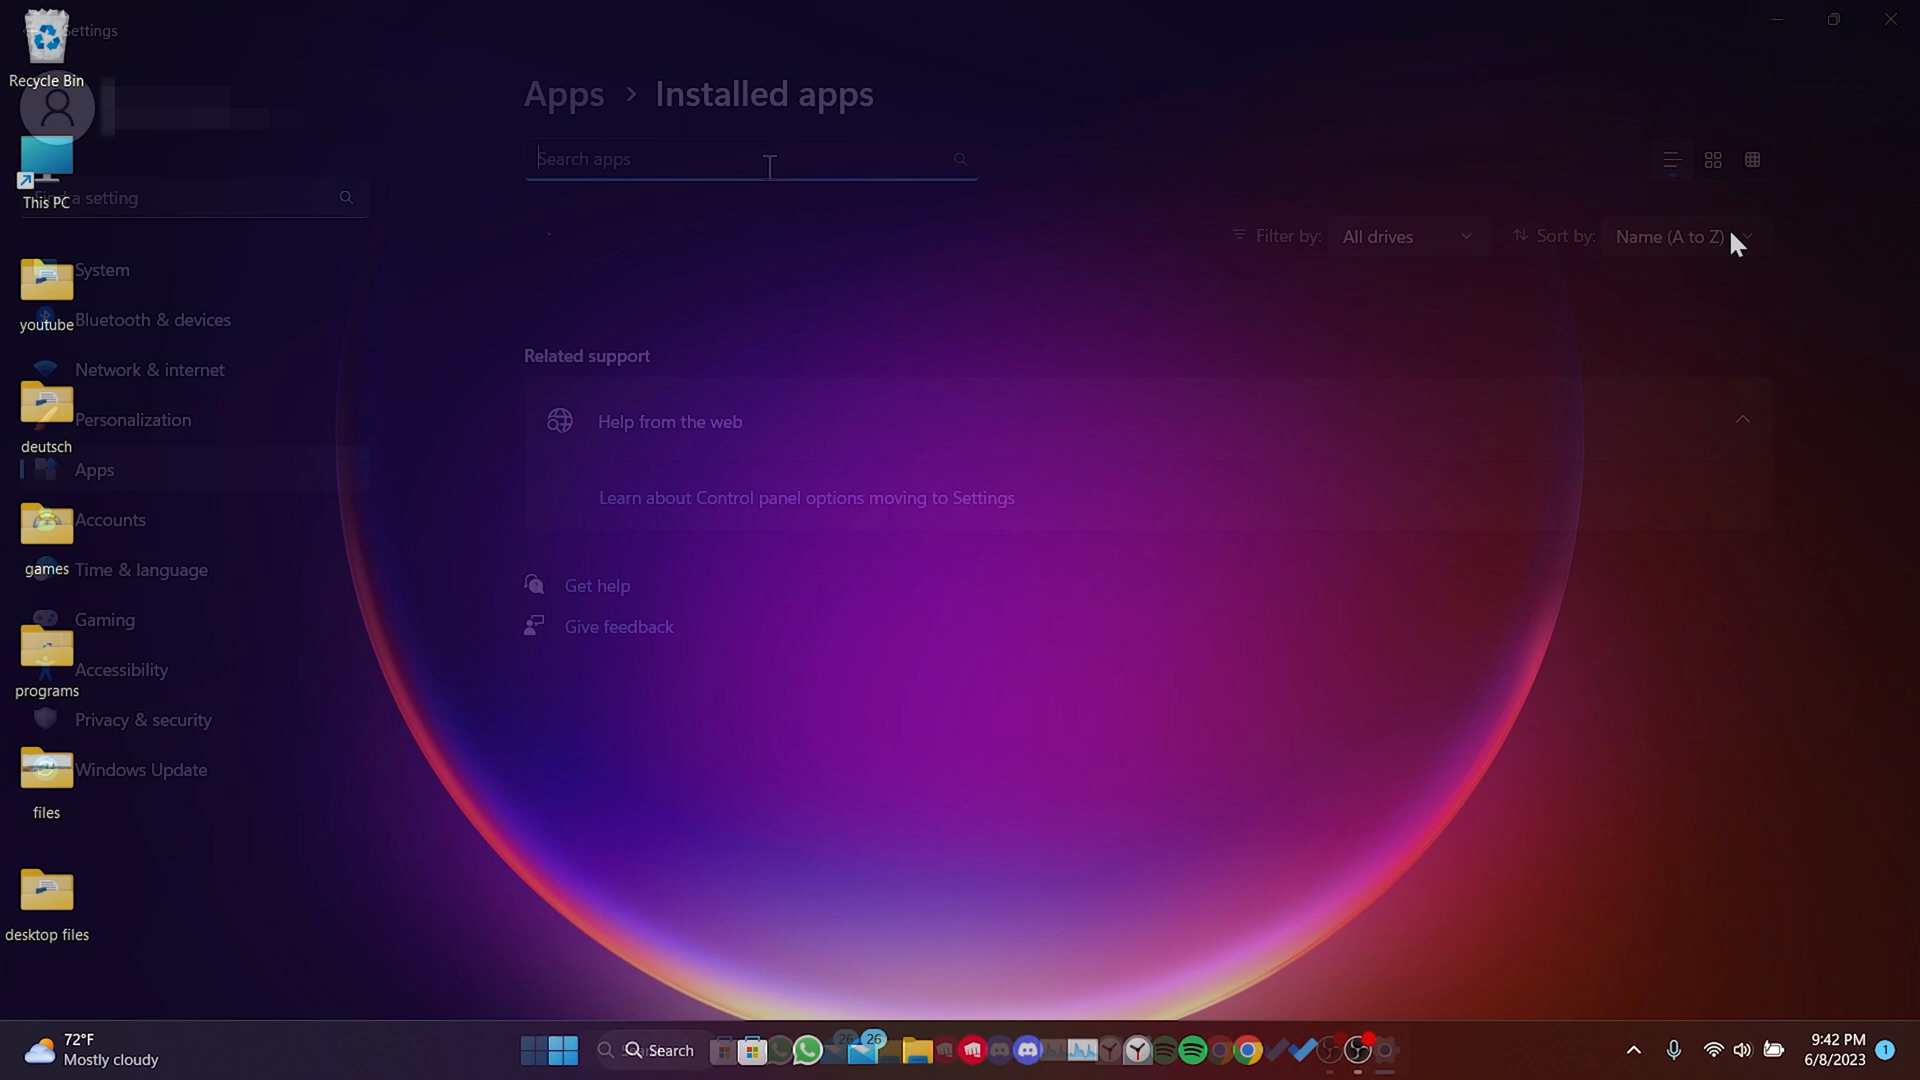 Settings
Recycle Bin
Apps > Installed apps
Search apps
Find a setting
This PC
Filter by: All drives
Sort by: Name (A to Z)
System
youtube
Bluetooth & devices
Network & internet
Related support
Personalization
Help from the web
deutsch
Apps
Learn about Control panel options moving to Settings
Accounts
games
Time & language
Get help
Gaming
Give feedback
Accessibility
programs
Privacy & security
Windows Update
files
desktop files
72°F
Mostly cloudy
Search
26
26
9:42 PM
6/8/2023
1